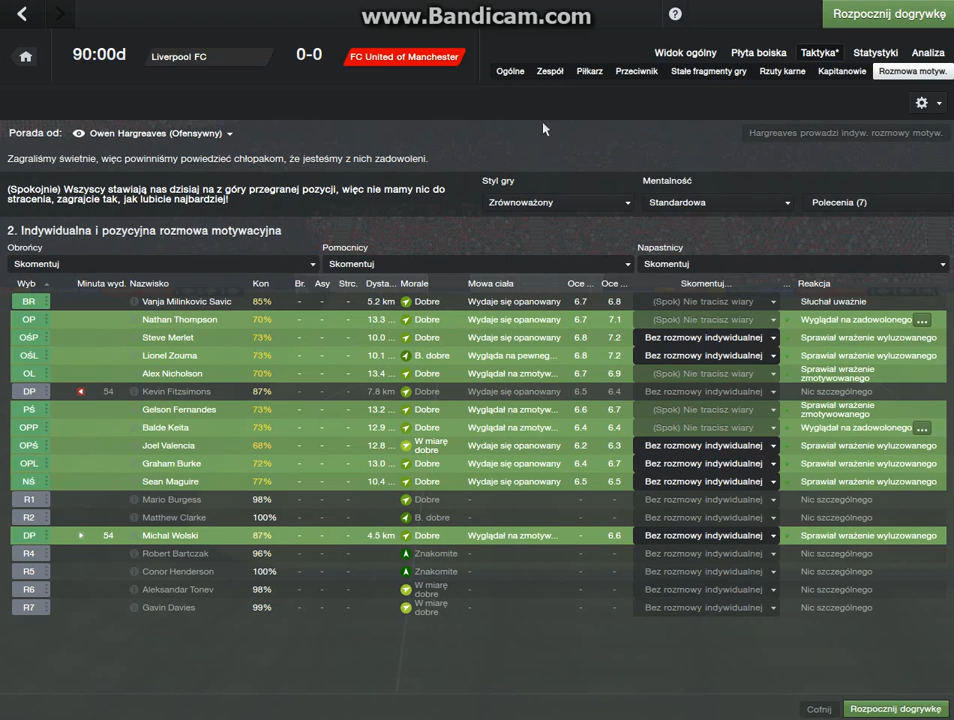 www.Bandicam.com
Rozpocznij dogrywkę
90:00d
Liverpool FC
0-0
FC United of Manchester
Widok ogólny
Płyta boiska
Taktyka*
Statystyki
Analiza
Ogólne
Zespół
Piłkarz
Przeciwnik
Stałe fragmenty gry
Rzuty karne
Kapitanowie
Rozmowa motyw.
Porada od:
Owen Hargreaves (Ofensywny)
Hargreaves prowadzi indyw. rozmowy motyw.
Zagraliśmy świetnie, więc powinniśmy powiedzieć chłopakom, że jesteśmy z nich zadowoleni.
(Spokojnie) Wszyscy stawiają nas dzisiaj na z góry przegranej pozycji, więc nie mamy nic do
stracenia, zagrajcie tak, jak lubicie najbardziej!
Styl gry
Mentalność
Zrównoważony
Standardowa
Polecenia (7)
2. Indywidualna i pozycyjna rozmowa motywacyjna
Obrońcy
Pomocnicy
Napastnicy
Skomentuj
Skomentuj
Skomentuj
Wyb Minuta wyd. Nazwisko Kon Br. Asy Strc. Dysta... Morale Mowa ciała Oce ... Oce ... Skomentuj... ... Reakcja
BR Vanja Milinkovic Savic 85% - - - 5.2 km Dobre Wydaje się opanowany 6.7 6.8 (Spok) Nie tracisz wiary Słuchał uważnie
OP Nathan Thompson 70% - - - 13.3 ... Dobre Wydaje się opanowany 6.7 7.1 (Spok) Nie tracisz wiary Wyglądał na zadowolonego ...
OŚP Steve Merlet 73% - - - 10.0 ... Dobre Wydaje się opanowany 6.8 7.2 Bez rozmowy indywidualnej Sprawiał wrażenie wyluzowanego
OŚL Lionel Zouma 73% - - - 10.1 ... B. dobre Wygląda na pewneg... 6.8 7.2 Bez rozmowy indywidualnej Sprawiał wrażenie wyluzowanego
OL Alex Nicholson 70% - - - 13.4 ... Dobre Wyglądał na zmotyw... 6.7 6.9 (Spok) Nie tracisz wiary Sprawiał wrażenie zmotywowanego
DP 54 Kevin Fitzsimons 87% - - - 7.8 km Dobre Wydaje się opanowany 6.5 6.4 Bez rozmowy indywidualnej Nic szczególnego
PŚ Gelson Fernandes 73% - - - 13.2 ... Dobre Wydaje się opanowany 6.6 6.7 (Spok) Nie tracisz wiary Sprawiał wrażenie zmotywowanego
OPP Balde Keita 73% - - - 12.9 ... Dobre Wyglądał na zmotyw... 6.4 6.4 (Spok) Nie tracisz wiary Wyglądał na zadowolonego ...
OPŚ Joel Valencia 68% - - - 12.8 ... W miarę dobre Wydaje się opanowany 6.2 6.3 Bez rozmowy indywidualnej Sprawiał wrażenie wyluzowanego
OPL Graham Burke 72% - - - 13.0 ... Dobre Wydaje się opanowany 6.4 6.7 Bez rozmowy indywidualnej Sprawiał wrażenie wyluzowanego
NŚ Sean Maguire 77% - - - 10.4 ... Dobre Wydaje się opanowany 6.5 6.5 Bez rozmowy indywidualnej Sprawiał wrażenie wyluzowanego
R1 Mario Burgess 98% - - - Dobre - - - Bez rozmowy indywidualnej Nic szczególnego
R2 Matthew Clarke 100% - - - B. dobre - - - Bez rozmowy indywidualnej Nic szczególnego
DP 54 Michal Wolski 87% - - - 4.5 km Dobre Wyglądał na zmotyw... - 6.6 Bez rozmowy indywidualnej Sprawiał wrażenie wyluzowanego
R4 Robert Bartczak 96% - - - Znakomite - - - Bez rozmowy indywidualnej Nic szczególnego
R5 Conor Henderson 100% - - - Znakomite - - - Bez rozmowy indywidualnej Nic szczególnego
R6 Aleksandar Tonev 98% - - - W miarę dobre - - - Bez rozmowy indywidualnej Nic szczególnego
R7 Gavin Davies 99% - - - W miarę dobre - - - Bez rozmowy indywidualnej Nic szczególnego
Cofnij
Rozpocznij dogrywkę